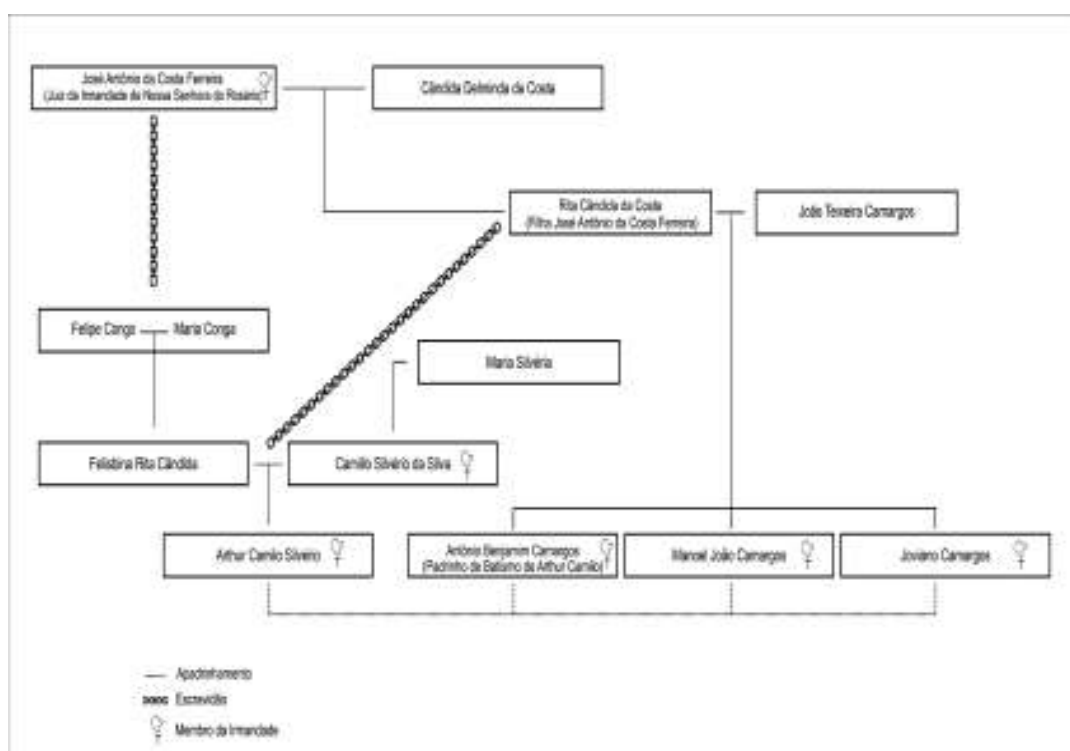 José Antônio da Costa Ferreira
(Juiz da Irmandade de Nossa Senhora do Rosário)
Cândida Delminda da Costa
Rita Cândida da Costa
(Filha José Antônio da Costa Ferreira)
João Teixeira Camargos
Felipe Congo
Maria Conga
Maria Silvéria
Felisbina Rita Cândida
Camilo Silvério da Silva
Arthur Camilo Silvério
Antônio Benjamim Camargos
(Padrinho de Batismo de Arthur Camilo)
Manoel João Camargos
Joviano Camargos
Apadrinhamento
Escravidão
Membro da Irmandade